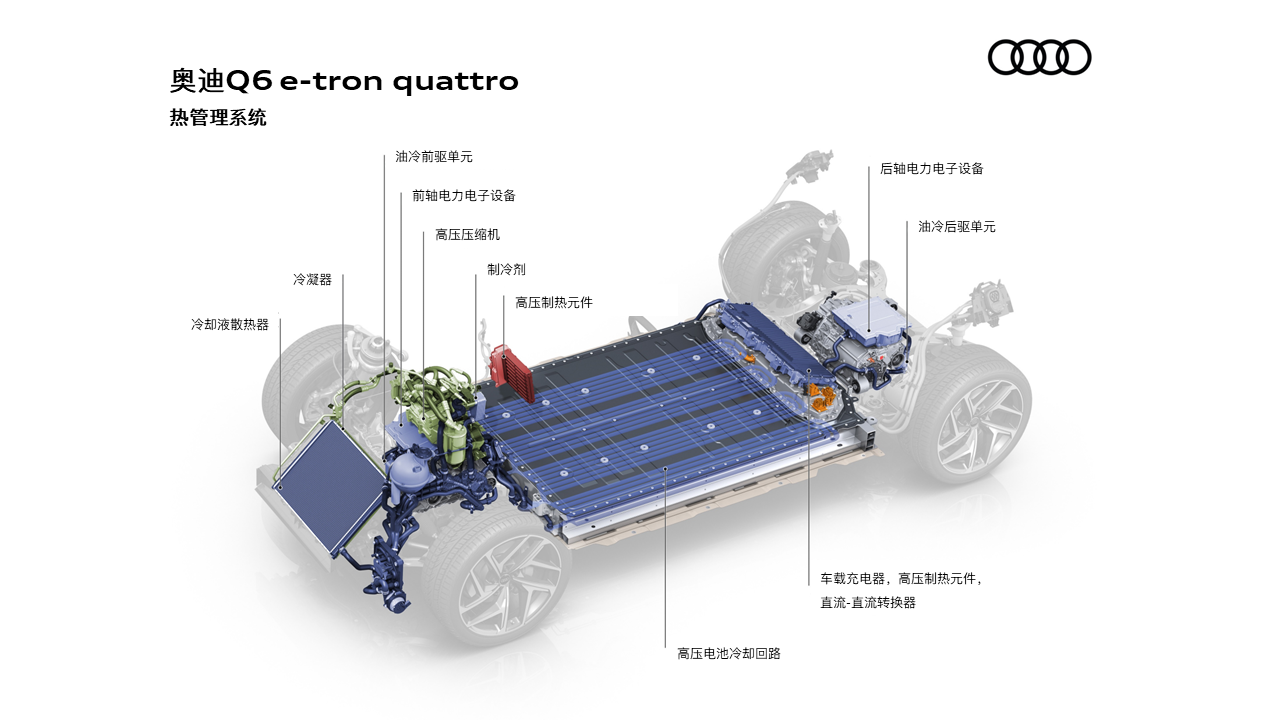 奥迪Q6 e-tron quattro
热管理系统
油冷前驱单元
前轴电力电子设备
高压压缩机
制冷剂
高压制热元件
冷凝器
冷却液散热器
后轴电力电子设备
油冷后驱单元
车载充电器，高压制热元件，
直流-直流转换器
高压电池冷却回路